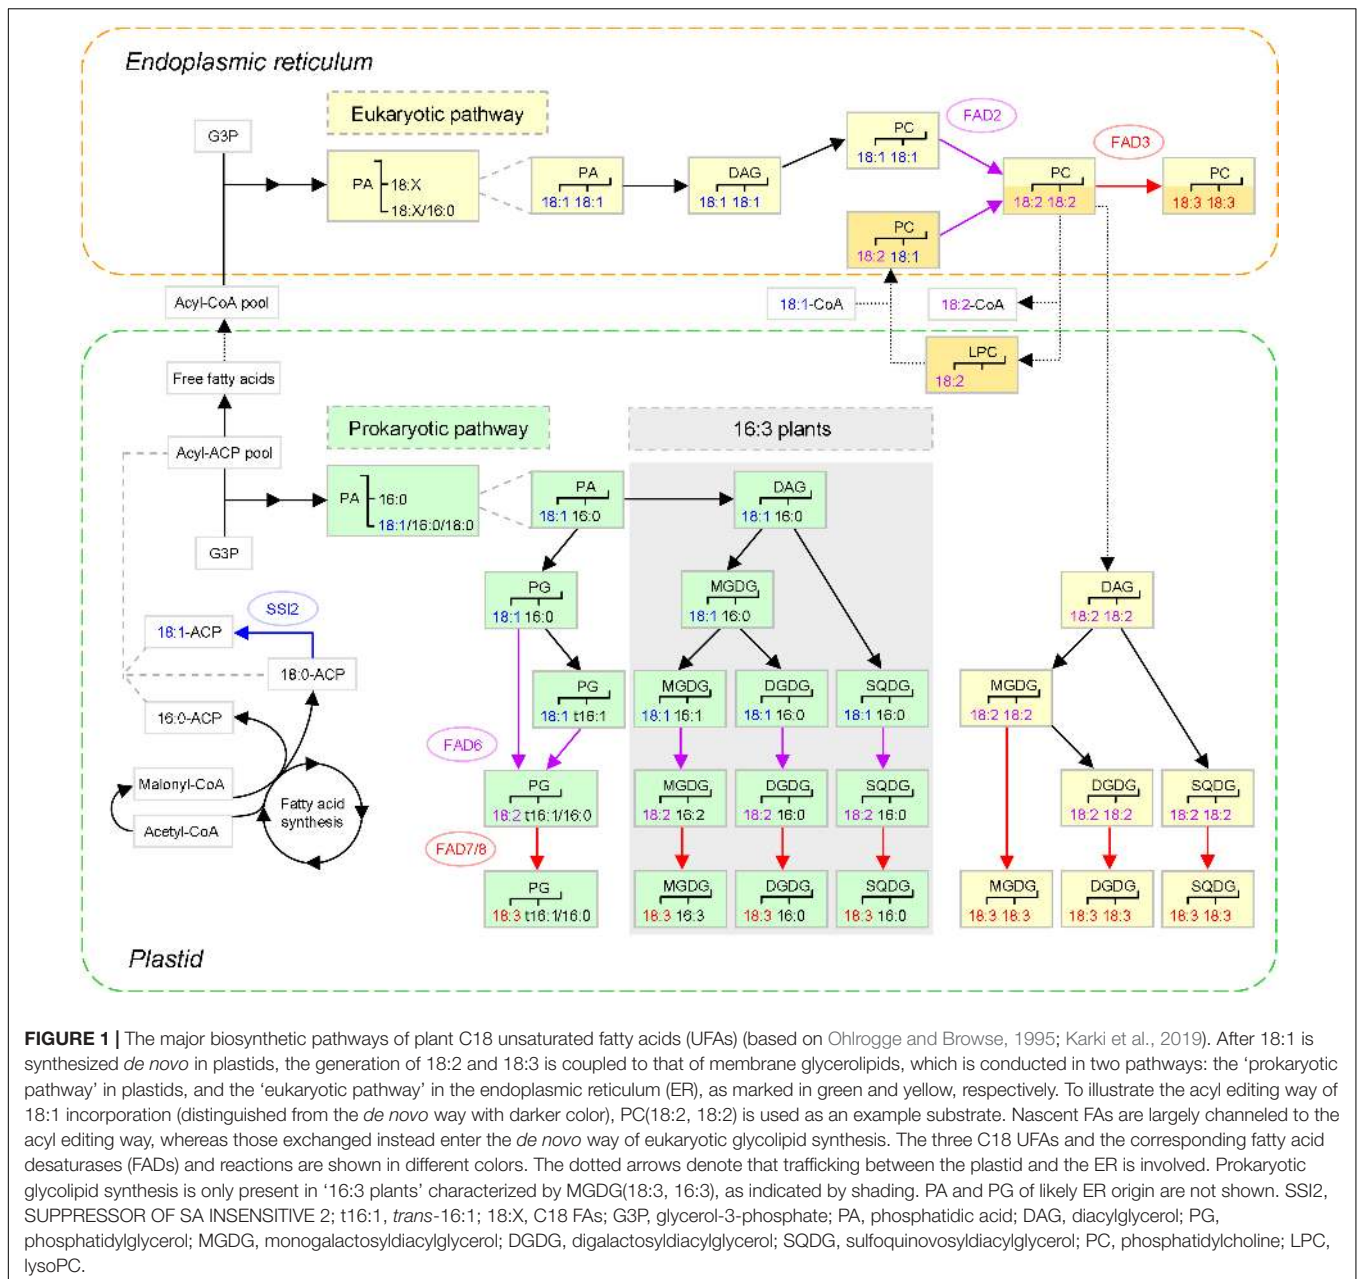 Endoplasmic reticulum
Eukaryotic pathway
G3P
PA
18:X
18:X/16:0
PA
18:1 18:1
DAG
18:1 18:1
PC
18:1 18:1
FAD2
PC
18:2 18:2
FAD3
PC
18:3 18:3
PC
18:2 18:1
Acyl-CoA pool
18:1-CoA
18:2-CoA
LPC
18:2
Free fatty acids
Acyl-ACP pool
Prokaryotic pathway
16:3 plants
PA
16:0
18:1/16:0/18:0
G3P
PA
18:1 16:0
DAG
18:1 16:0
PG
18:1 16:0
MGDG
18:1 16:0
DAG
18:2 18:2
SSI2
18:1-ACP
18:0-ACP
16:0-ACP
Malonyl-CoA
Acetyl-CoA
Fatty acid
synthesis
PG
18:1 t16:1
MGDG
18:1 16:1
DGDG
18:1 16:0
SQDG
18:1 16:0
MGDG
18:2 18:2
FAD6
PG
18:2 t16:1/16:0
MGDG
18:2 16:2
DGDG
18:2 16:0
SQDG
18:2 16:0
DGDG
18:2 18:2
SQDG
18:2 18:2
FAD7/8
PG
18:3 t16:1/16:0
MGDG
18:3 16:3
DGDG
18:3 16:0
SQDG
18:3 16:0
MGDG
18:3 18:3
DGDG
18:3 18:3
SQDG
18:3 18:3
Plastid
FIGURE 1 | The major biosynthetic pathways of plant C18 unsaturated fatty acids (UFAs) (based on Ohlrogge and Browse, 1995; Karki et al., 2019). After 18:1 is
synthesized de novo in plastids, the generation of 18:2 and 18:3 is coupled to that of membrane glycerolipids, which is conducted in two pathways: the ‘prokaryotic
pathway’ in plastids, and the ‘eukaryotic pathway’ in the endoplasmic reticulum (ER), as marked in green and yellow, respectively. To illustrate the acyl editing way of
18:1 incorporation (distinguished from the de novo way with darker color), PC(18:2, 18:2) is used as an example substrate. Nascent FAs are largely channeled to the
acyl editing way, whereas those exchanged instead enter the de novo way of eukaryotic glycolipid synthesis. The three C18 UFAs and the corresponding fatty acid
desaturases (FADs) and reactions are shown in different colors. The dotted arrows denote that trafficking between the plastid and the ER is involved. Prokaryotic
glycolipid synthesis is only present in ‘16:3 plants’ characterized by MGDG(18:3, 16:3), as indicated by shading. PA and PG of likely ER origin are not shown. SSI2,
SUPPRESSOR OF SA INSENSITIVE 2; t16:1, trans-16:1; 18:X, C18 FAs; G3P, glycerol-3-phosphate; PA, phosphatidic acid; DAG, diacylglycerol; PG,
phosphatidylglycerol; MGDG, monogalactosyldiacylglycerol; DGDG, digalactosyldiacylglycerol; SQDG, sulfoquinovosyldiacylglycerol; PC, phosphatidylcholine; LPC,
lysoPC.